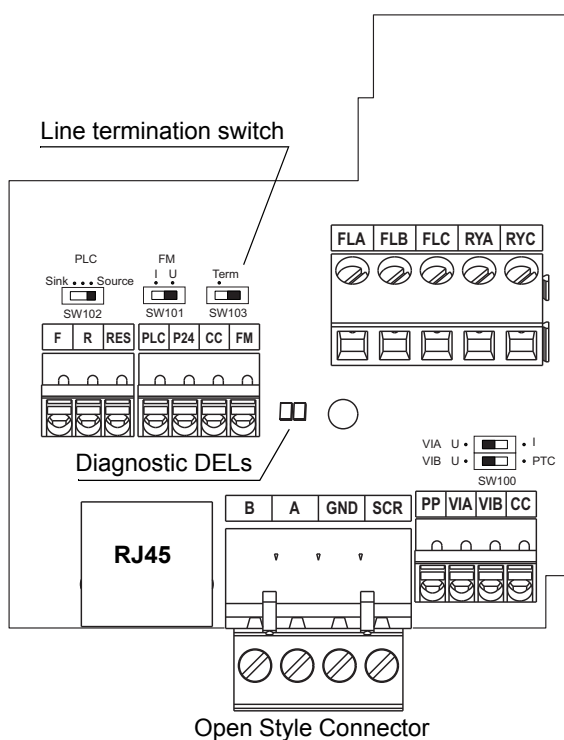 Line termination switch
FLA FLB FLC RYA RYC
PLC FM
I U Term
Sink • • • Source
SW102 SW101 SW103
F R RES PLC P24 CC FM
Diagnostic DELs
VIA U • • I
VIB U • • PTC
SW100
B A GND SCR
PP VIA VIB CC
RJ45
Open Style Connector